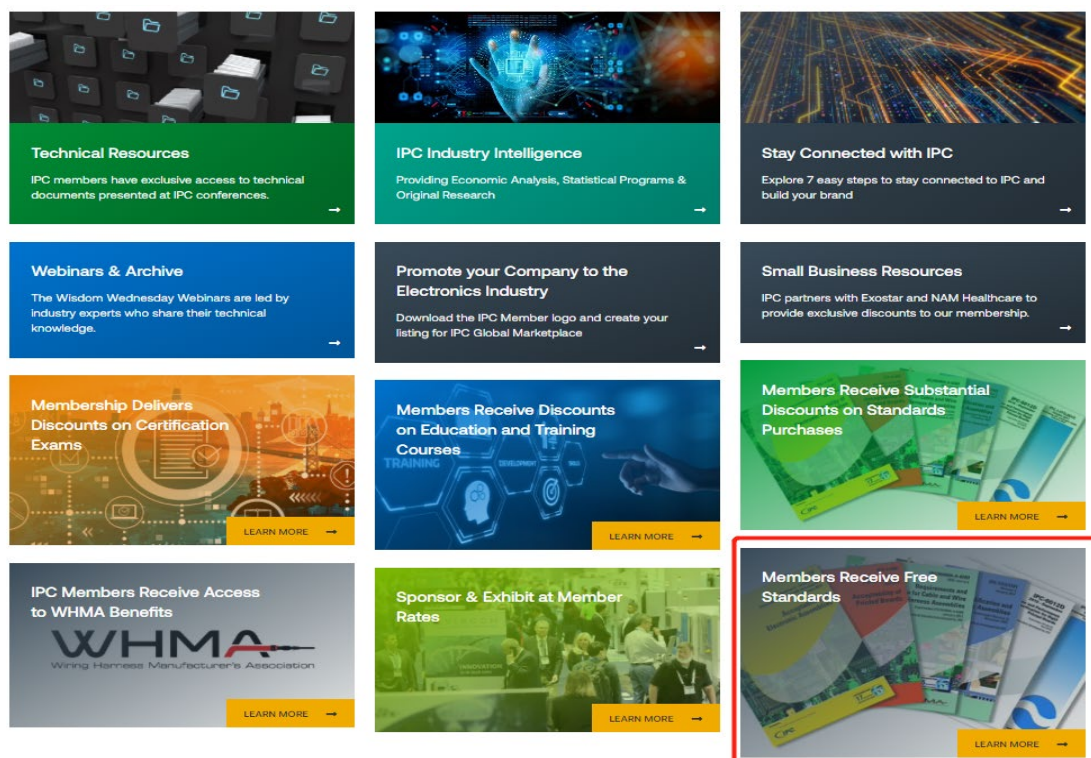 Technical Resources
IPC members have exclusive access to technical
documents presented at IPC conferences.
IPC Industry Intelligence
Providing Economic Analysis, Statistical Programs &
Original Research
Stay Connected with IPC
Explore 7 easy steps to stay connected to IPC and
build your brand
Webinars & Archive
The Wisdom Wednesday Webinars are led by
industry experts who share their technical
knowledge.
Promote your Company to the
Electronics Industry
Download the IPC Member logo and create your
listing for IPC Global Marketplace
Small Business Resources
IPC partners with Exostar and NAM Healthcare to
provide exclusive discounts to our membership.
Membership Delivers
Discounts on Certification
Exams
LEARN MORE
Members Receive Discounts
on Education and Training
Courses
TRAINING
DEVELOPMENT
LEARN MORE
Members Receive Substantial
Discounts on Standards
Purchases
IPC
LEARN MORE
IPC Members Receive Access
to WHMA Benefits
WHMA
Wiring Harness Manufacturer's Association
LEARN MORE
Sponsor & Exhibit at Member
Rates
INNOVATION
LEARN MORE
Members Receive Free
Standards
IPC-6012D
IPC
LEARN MORE